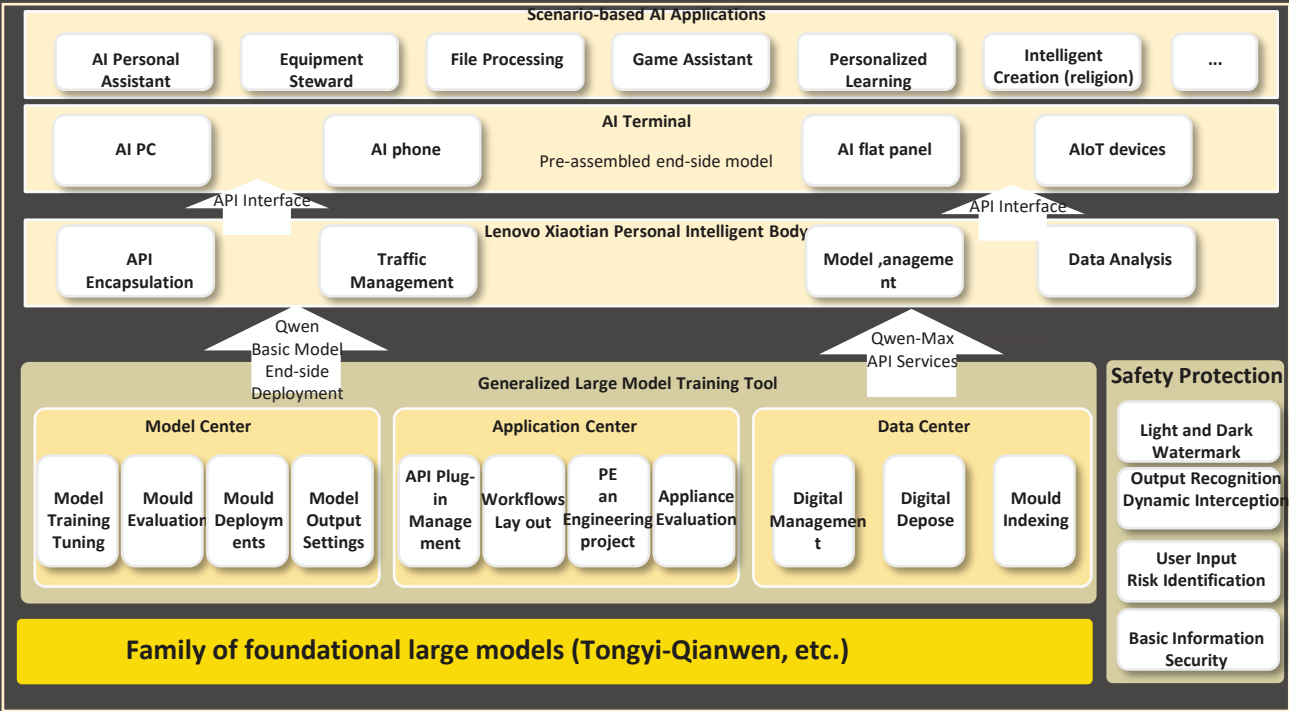 Scenario-based AI Applications
AI Personal
Assistant
Equipment
Steward
File Processing
Game Assistant
Personalized
Learning
Intelligent
Creation (religion)
...
AI Terminal
AI PC
AI phone
Pre-assembled end-side model
AI flat panel
AIoT devices
API Interface
API Interface
Lenovo Xiaotian Personal Intelligent Body
API
Encapsulation
Traffic
Management
Model ,anageme
nt
Data Analysis
Qwen
Basic Model
End-side
Deployment
Qwen-Max
API Services
Generalized Large Model Training Tool
Model Center
Model
Training
Tuning
Mould
Evaluation
Mould
Deploym
ents
Model
Output
Settings
Application Center
API Plug-
in
Manage
ment
Workflows
Lay out
PE
an
Engineering
project
Appliance
Evaluation
Data Center
Digital
Managemen
t
Digital
Depose
Mould
Indexing
Safety Protection
Light and Dark
Watermark
Output Recognition
Dynamic Interception
User Input
Risk Identification
Basic Information
Security
Family of foundational large models (Tongyi-Qianwen, etc.)